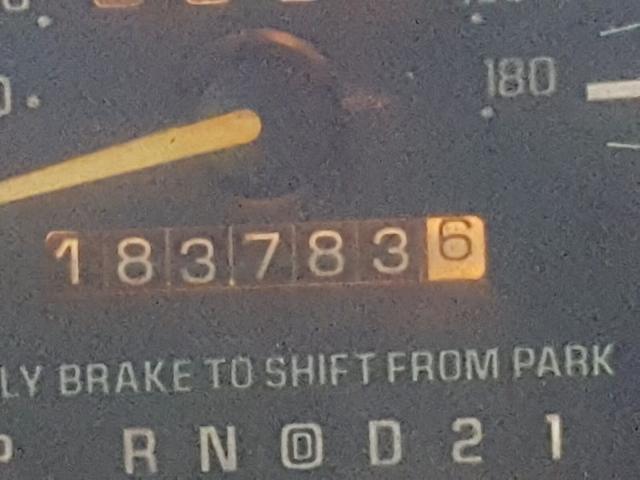 180
1837836
LY BRAKE TO SHIFT FROM PARK
P R N D D 2 1